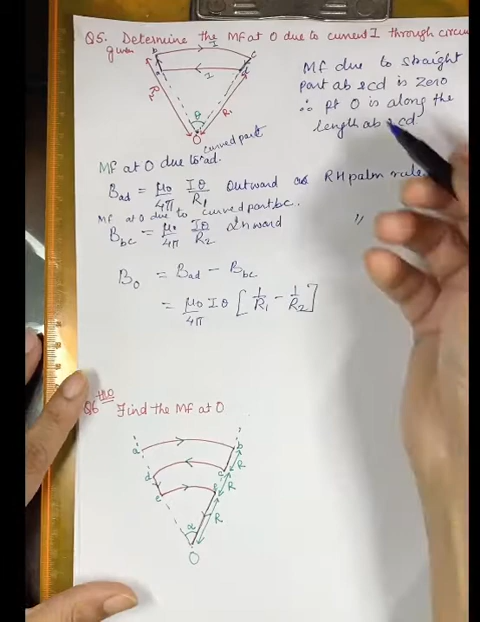 Q5. Determine the MF at O due to current I through circu
given
b
I
c
a
I
d
R2
θ
R1
O
MF due to straight
part ab & cd is zero
∴ pt O is along the
length ab & cd
curved part
MF at O due to ad.
Bad = μ0/4π Iθ/R1 Outward RH palm rule
MF at O due to curved part bc.
Bbc = μ0/4π Iθ/R2 Inward "
B0 = Bad - Bbc
= μ0/4π Iθ [1/R1 - 1/R2]
Q6 Find the MF at O
a
b
d
c
R
e
f
R
R
α
O